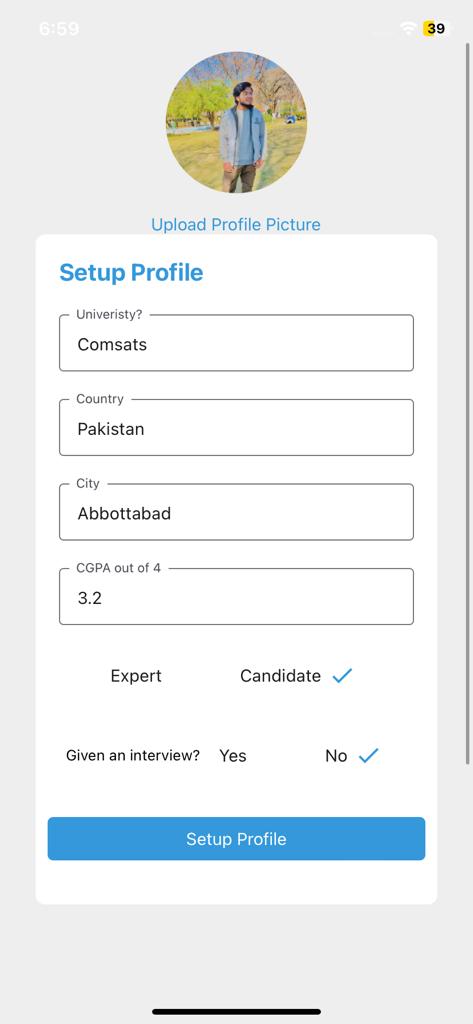 6:59
39
Upload Profile Picture
Setup Profile
Univeristy?
Comsats
Country
Pakistan
City
Abbottabad
CGPA out of 4
3.2
Expert Candidate
Given an interview? Yes No
Setup Profile